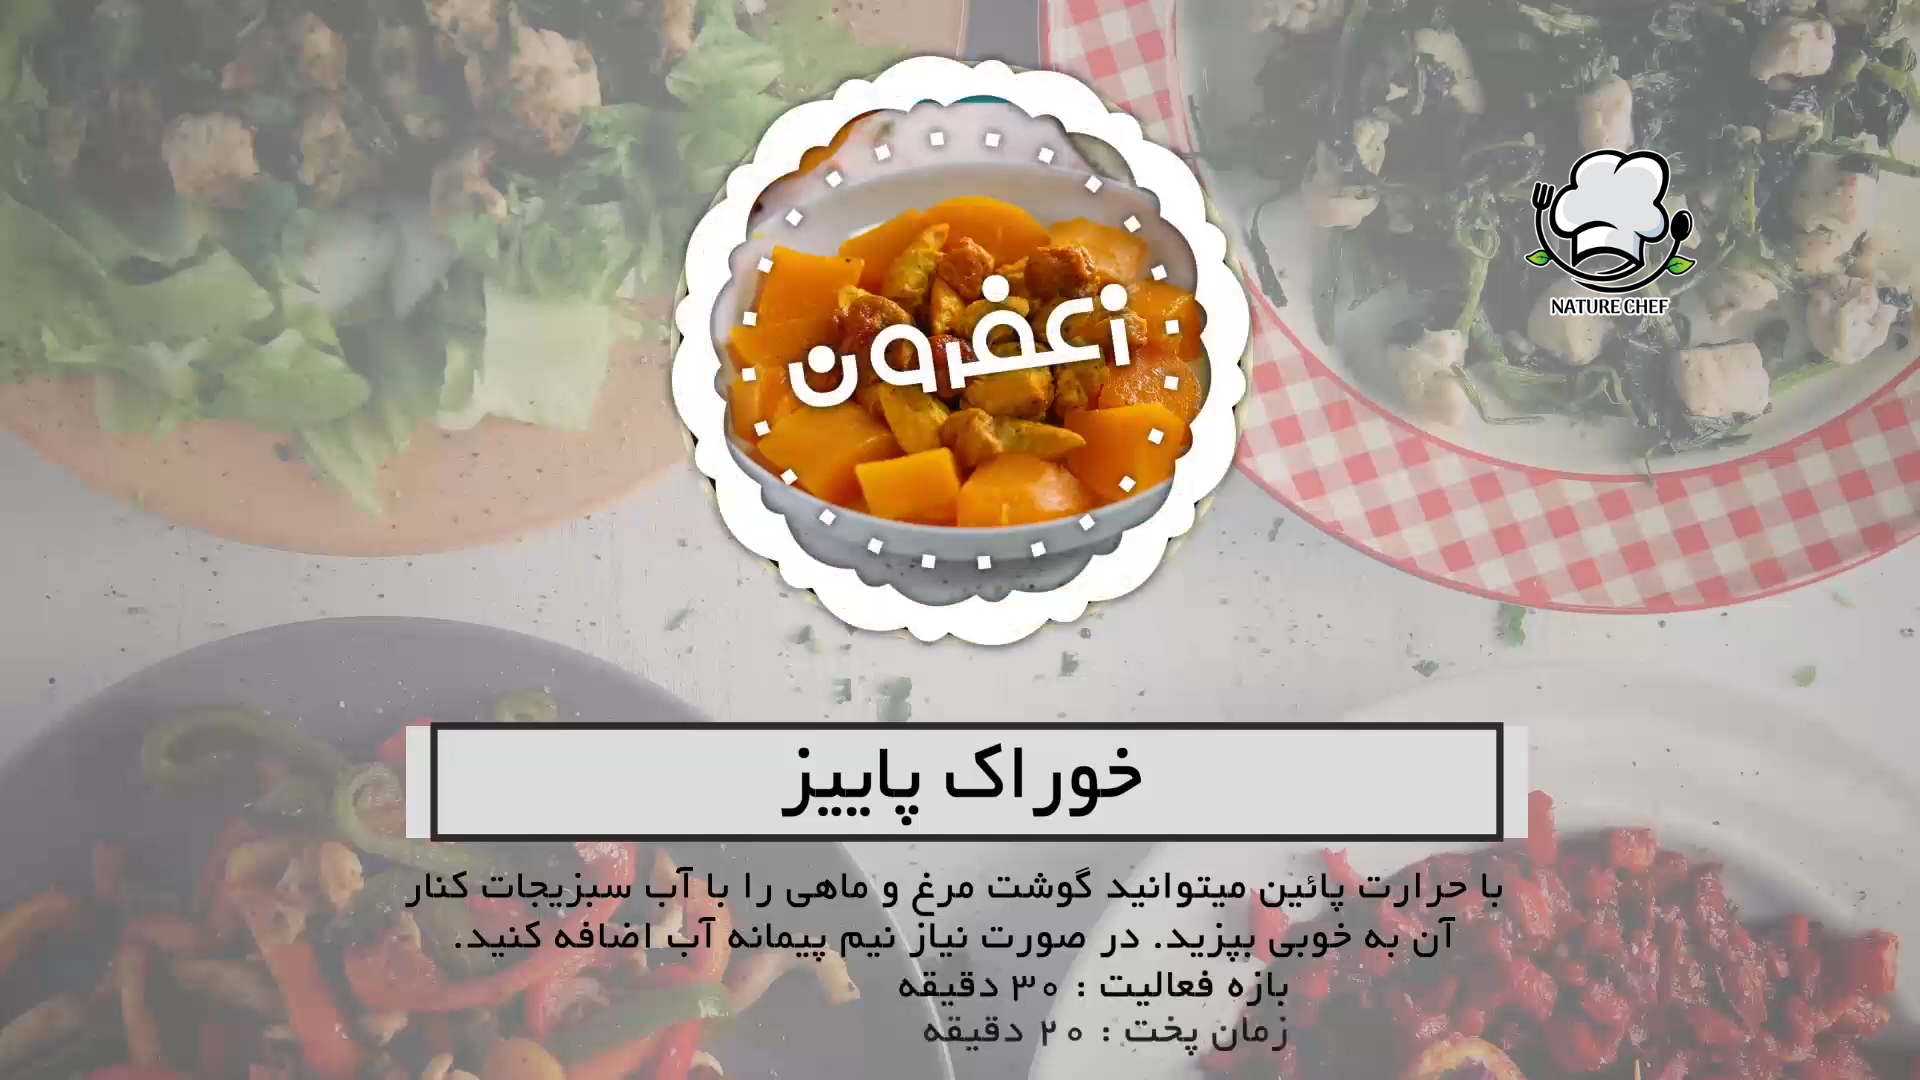 زعفرون
NATURE CHEF
خوراک پاییز
با حرارت پائین میتوانید گوشت مرغ و ماهی را با آب سبزیجات کنار
آن به خوبی بپزید. در صورت نیاز نیم پیمانه آب اضافه کنید.
بازه فعالیت : ۳۰ دقیقه
زمان پخت : ۲۰ دقیقه